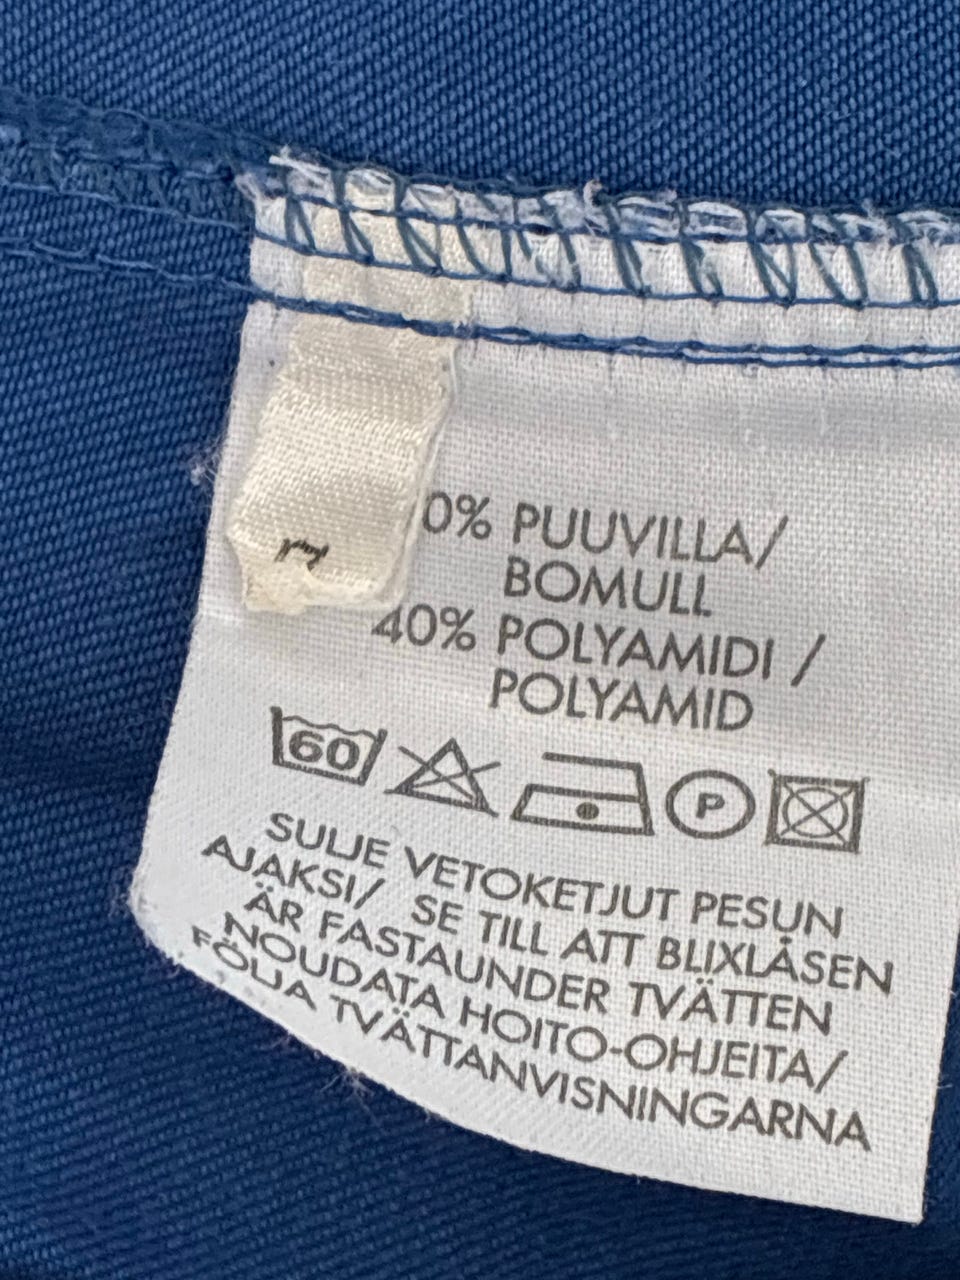 0% PUUVILLA/
BOMULL
40% POLYAMIDI /
POLYAMID
60 P
SULJE VETOKETJUT PESUN
AJAKSI/ SE TILL ATT BLIXLÅSEN
ÄR FASTAUNDER TVÄTTEN
NOUDATA HOITO-OHJEITA/
FÖLJA TVÄTTANVISNINGARNA